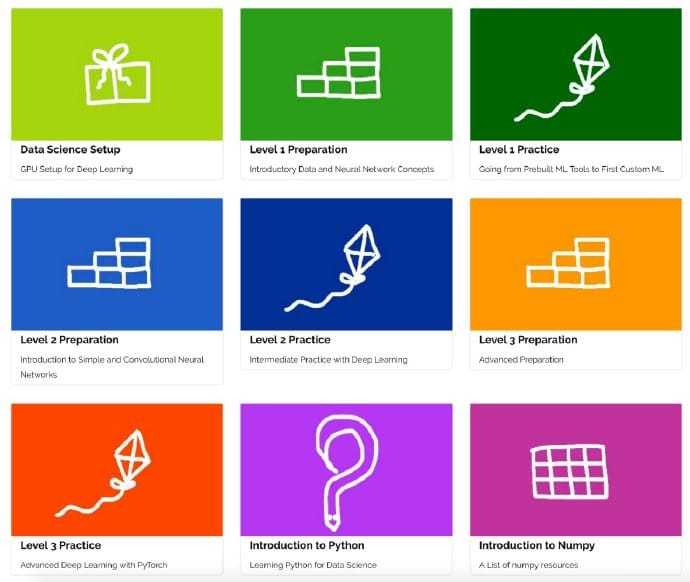 Data Science Setup
GPU Setup for Deep Learning
Level 1 Preparation
Introductory Data and Neural Network Concepts
Level 1 Practice
Going from Prebuilt ML Tools to First Custom ML
Level 2 Preparation
Introduction to Simple and Convolutional Neural
Networks
Level 2 Practice
Intermediate Practice with Deep Learning
Level 3 Preparation
Advanced Preparation
Level 3 Practice
Advanced Deep Learning with PyTorch
Introduction to Python
Learning Python for Data Science
Introduction to Numpy
A List of numpy resources